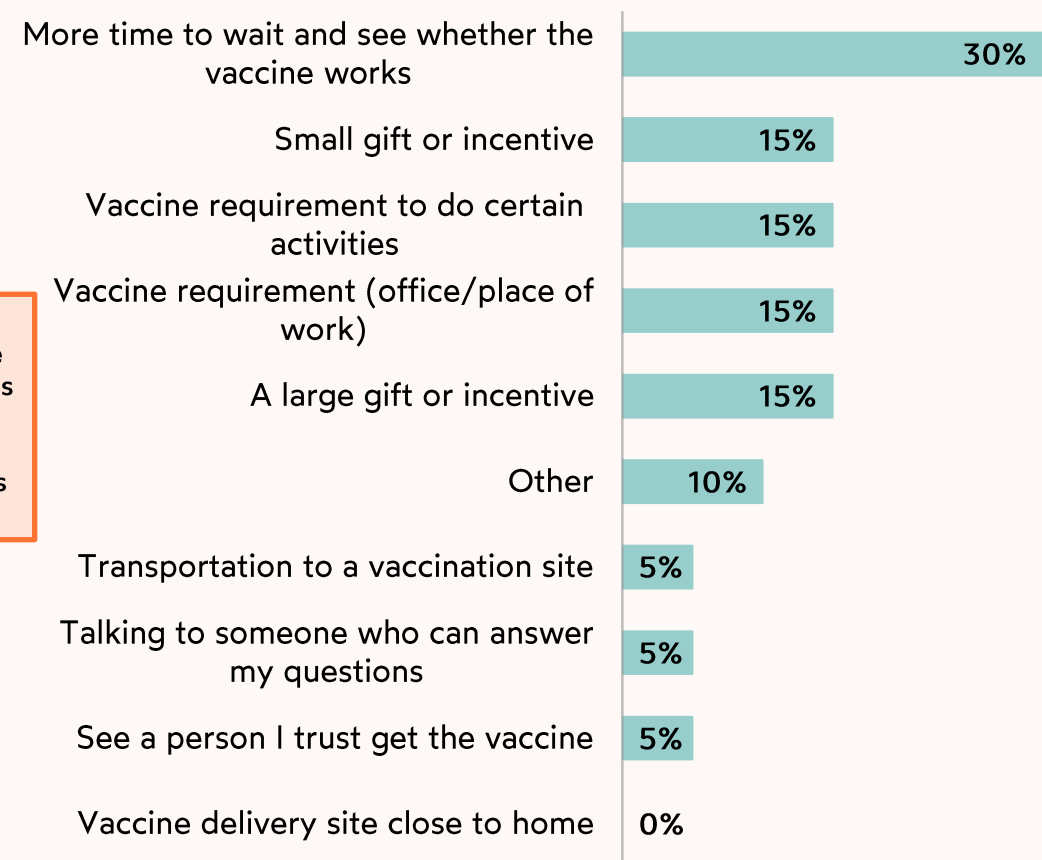 More time to wait and see whether the
vaccine works
30%
Small gift or incentive
15%
Vaccine requirement to do certain
activities
15%
Vaccine requirement (office/place of
work)
15%
A large gift or incentive
15%
Other
10%
Transportation to a vaccination site
5%
Talking to someone who can answer
my questions
5%
See a person I trust get the vaccine
5%
Vaccine delivery site close to home
0%